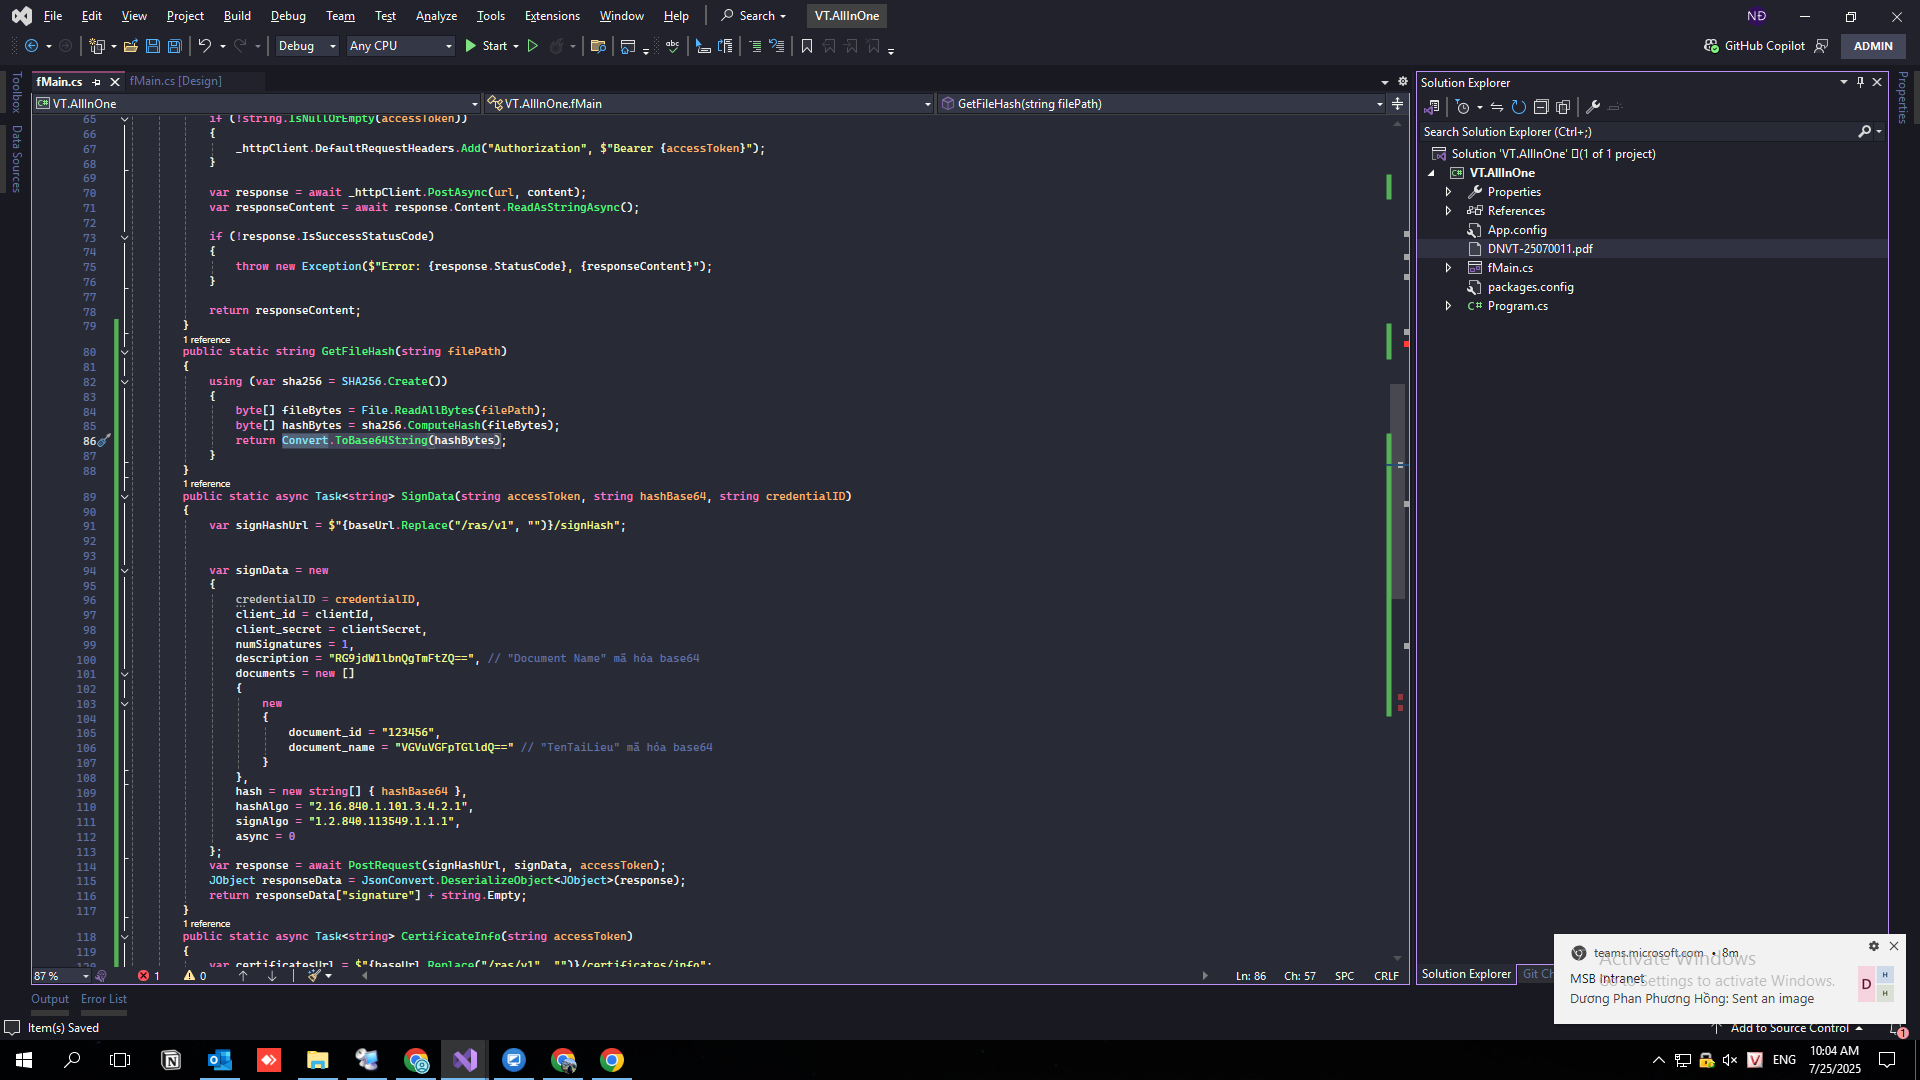 File Edit View Project Build Debug Team Test Analyze Tools Extensions Window Help Search VT.AllInOne NĐ
Debug Any CPU Start GitHub Copilot ADMIN
Toolbox
Data Sources
fMain.cs fMain.cs [Design]
VT.AllInOne VT.AllInOne.fMain GetFileHash(string filePath)
65 if (!string.IsNullOrEmpty(accessToken))
66 {
67 _httpClient.DefaultRequestHeaders.Add("Authorization", $"Bearer {accessToken}");
68 }
69
70 var response = await _httpClient.PostAsync(url, content);
71 var responseContent = await response.Content.ReadAsStringAsync();
72
73 if (!response.IsSuccessStatusCode)
74 {
75 throw new Exception($"Error: {response.StatusCode}, {responseContent}");
76 }
77
78 return responseContent;
79 }
1 reference
80 public static string GetFileHash(string filePath)
81 {
82 using (var sha256 = SHA256.Create())
83 {
84 byte[] fileBytes = File.ReadAllBytes(filePath);
85 byte[] hashBytes = sha256.ComputeHash(fileBytes);
86 return Convert.ToBase64String(hashBytes);
87 }
88 }
1 reference
89 public static async Task<string> SignData(string accessToken, string hashBase64, string credentialID)
90 {
91 var signHashUrl = $"{baseUrl.Replace("/ras/v1", "")}/signHash";
92
93
94 var signData = new
95 {
96 credentialID = credentialID,
97 client_id = clientId,
98 client_secret = clientSecret,
99 numSignatures = 1,
100 description = "RG9jdW1lbnQgTmFtZQ==", // "Document Name" mã hóa base64
101 documents = new []
102 {
103 new
104 {
105 document_id = "123456",
106 document_name = "VGVuVGFpTGlldQ==" // "TenTaiLieu" mã hóa base64
107 }
108 },
109 hash = new string[] { hashBase64 },
110 hashAlgo = "2.16.840.1.101.3.4.2.1",
111 signAlgo = "1.2.840.113549.1.1.1",
112 async = 0
113 };
114 var response = await PostRequest(signHashUrl, signData, accessToken);
115 JObject responseData = JsonConvert.DeserializeObject<JObject>(response);
116 return responseData["signature"] + string.Empty;
117 }
1 reference
118 public static async Task<string> CertificateInfo(string accessToken)
119 {
var certificatesUrl = $"{baseUrl.Replace("/ras/v1", "")}/certificates/info";
87 % 1 0 Ln: 86 Ch: 57 SPC CRLF
Output Error List
Item(s) Saved
Solution Explorer
Search Solution Explorer (Ctrl+;)
Solution 'VT.AllInOne' (1 of 1 project)
VT.AllInOne
Properties
References
App.config
DNVT-25070011.pdf
fMain.cs
packages.config
Program.cs
Solution Explorer Git Ch
Properties
teams.microsoft.com • 8m
MSB Intranet
Dương Phan Phương Hồng: Sent an image
D H H
Activate Windows
Go to Settings to activate Windows.
Add to Source Control 1
ENG
10:04 AM
7/25/2025